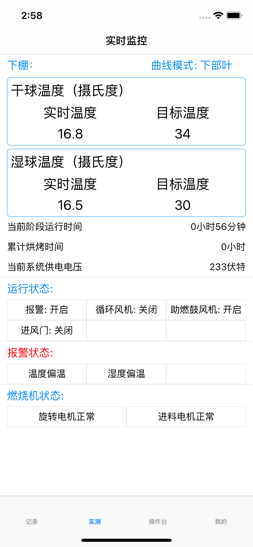 2:58
实时监控
下棚: 曲线模式: 下部叶
干球温度（摄氏度）
实时温度 目标温度
16.8 34
湿球温度（摄氏度）
实时温度 目标温度
16.5 30
当前阶段运行时间 0小时56分钟
累计烘烤时间 0小时
当前系统供电电压 233伏特
运行状态:
报警: 开启 循环风机: 关闭 助燃鼓风机: 开启
进风门: 关闭
报警状态:
温度偏温 湿度偏温
燃烧机状态:
旋转电机正常 进料电机正常
记录 实测 操作台 我的